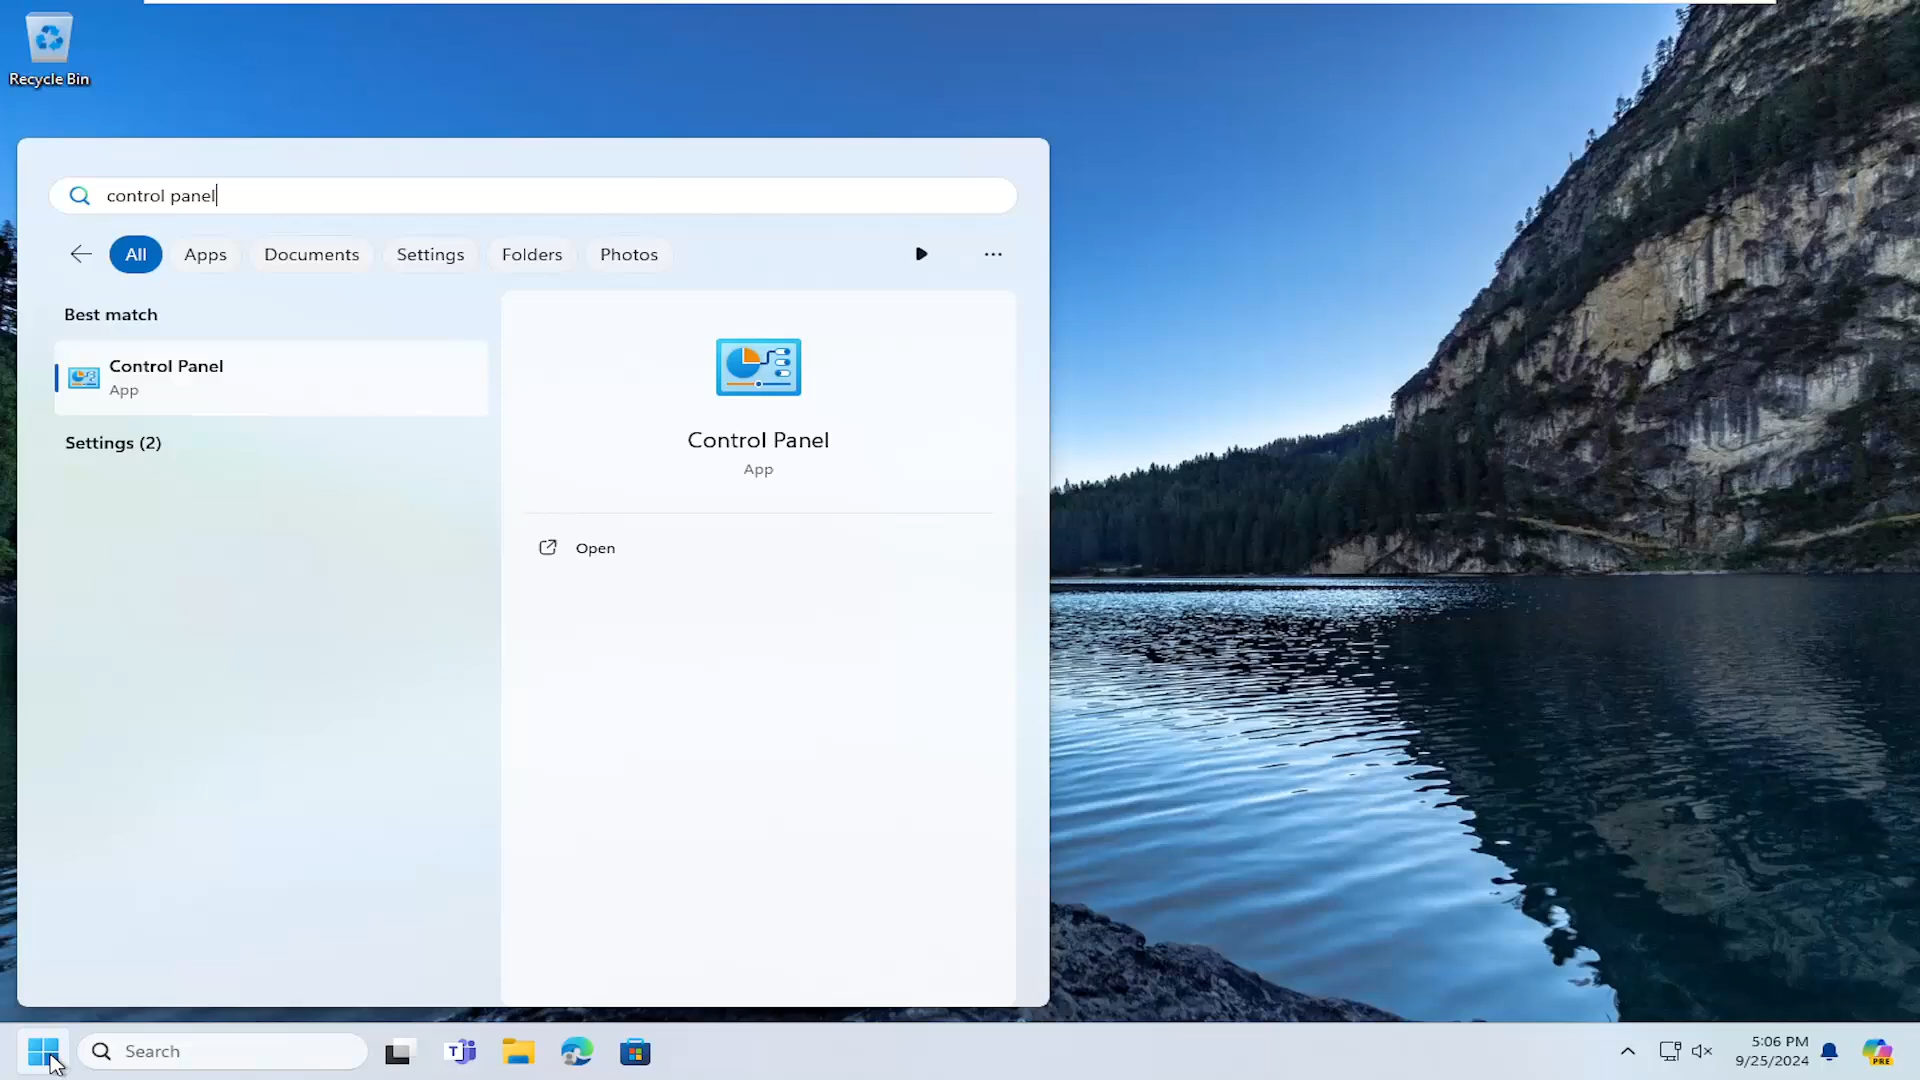 Recycle Bin
control panel
All Apps Documents Settings Folders Photos
Best match
Control Panel
App
Settings (2)
Control Panel
App
Open
Search
T
5:06 PM
9/25/2024
PRE